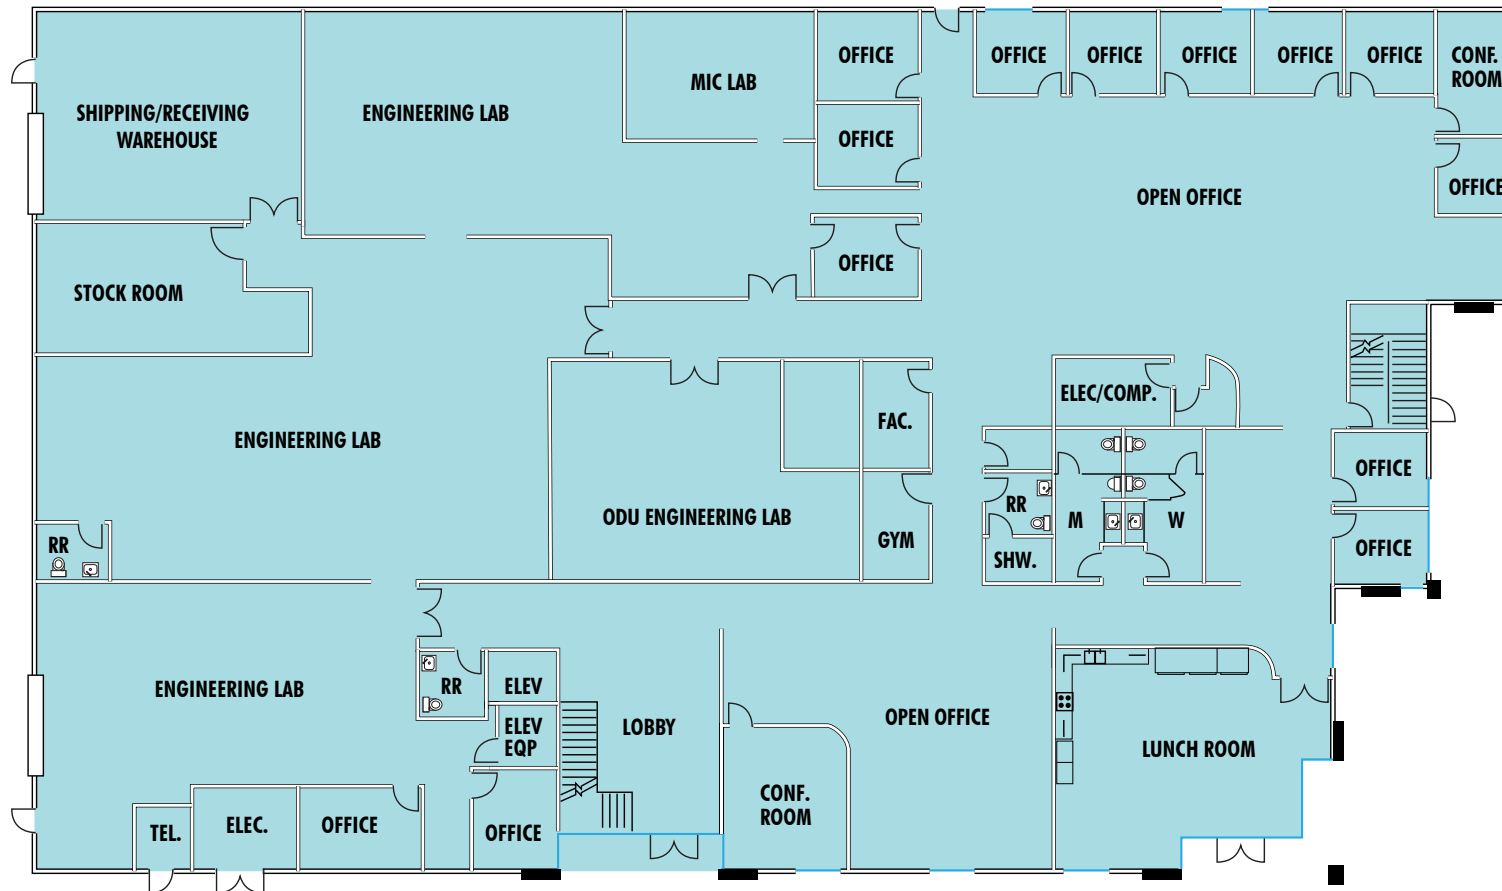 OFFICE
OFFICE
OFFICE
OFFICE
OFFICE
OFFICE
CONF.
ROOM
MIC LAB
SHIPPING/RECEIVING
WAREHOUSE
ENGINEERING LAB
OFFICE
OFFICE
OPEN OFFICE
OFFICE
STOCK ROOM
ELEC/COMP.
FAC.
ENGINEERING LAB
OFFICE
RR
M
W
ODU ENGINEERING LAB
GYM
RR
SHW.
OFFICE
ENGINEERING LAB
RR
ELEV
ELEV
EQP
LOBBY
OPEN OFFICE
LUNCH ROOM
CONF.
ROOM
TEL.
ELEC.
OFFICE
OFFICE